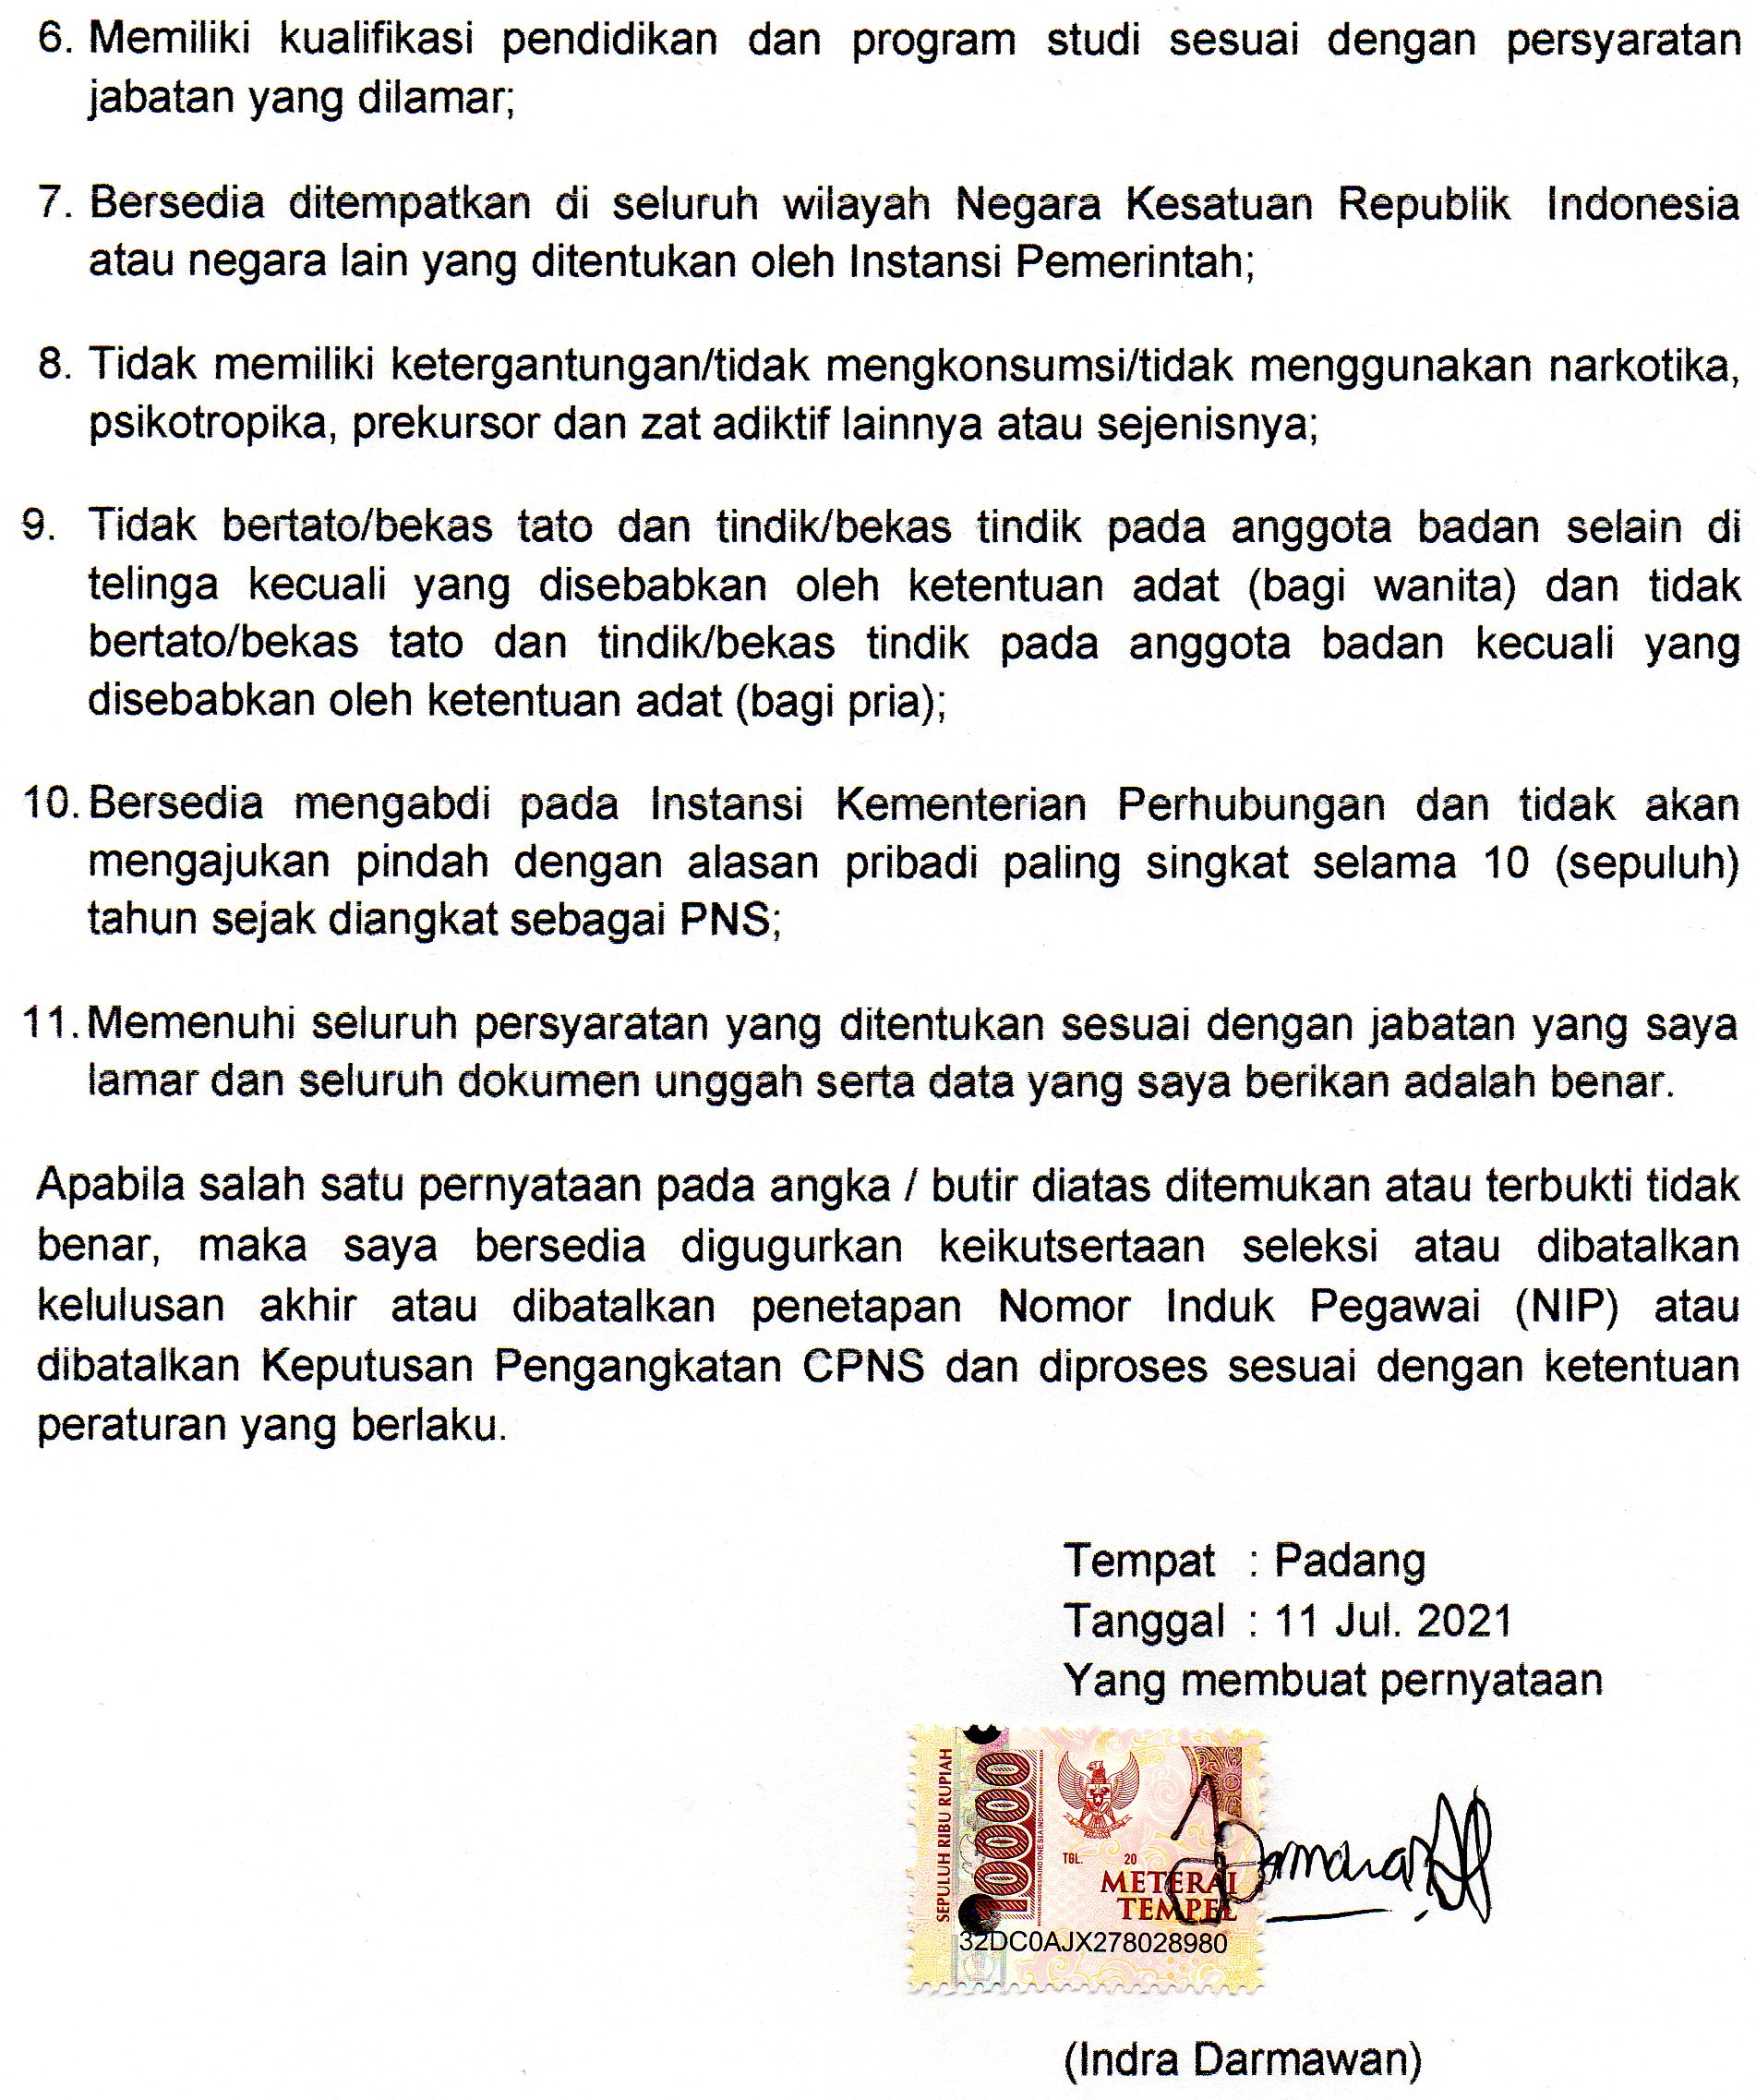 6. Memiliki kualifikasi pendidikan dan program studi sesuai dengan persyaratan
jabatan yang dilamar;
7. Bersedia ditempatkan di seluruh wilayah Negara Kesatuan Republik Indonesia
atau negara lain yang ditentukan oleh Instansi Pemerintah;
8. Tidak memiliki ketergantungan/tidak mengkonsumsi/tidak menggunakan narkotika,
psikotropika, prekursor dan zat adiktif lainnya atau sejenisnya;
9. Tidak bertato/bekas tato dan tindik/bekas tindik pada anggota badan selain di
telinga kecuali yang disebabkan oleh ketentuan adat (bagi wanita) dan tidak
bertato/bekas tato dan tindik/bekas tindik pada anggota badan kecuali yang
disebabkan oleh ketentuan adat (bagi pria);
10. Bersedia mengabdi pada Instansi Kementerian Perhubungan dan tidak akan
mengajukan pindah dengan alasan pribadi paling singkat selama 10 (sepuluh)
tahun sejak diangkat sebagai PNS;
11. Memenuhi seluruh persyaratan yang ditentukan sesuai dengan jabatan yang saya
lamar dan seluruh dokumen unggah serta data yang saya berikan adalah benar.
Apabila salah satu pernyataan pada angka / butir diatas ditemukan atau terbukti tidak
benar, maka saya bersedia digugurkan keikutsertaan seleksi atau dibatalkan
kelulusan akhir atau dibatalkan penetapan Nomor Induk Pegawai (NIP) atau
dibatalkan Keputusan Pengangkatan CPNS dan diproses sesuai dengan ketentuan
peraturan yang berlaku.
Tempat : Padang
Tanggal : 11 Jul. 2021
Yang membuat pernyataan
SEPULUH RIBU RUPIAH
10000
TGL. 20
METERAI
TEMPEL
32DC0AJX278028980
(Indra Darmawan)